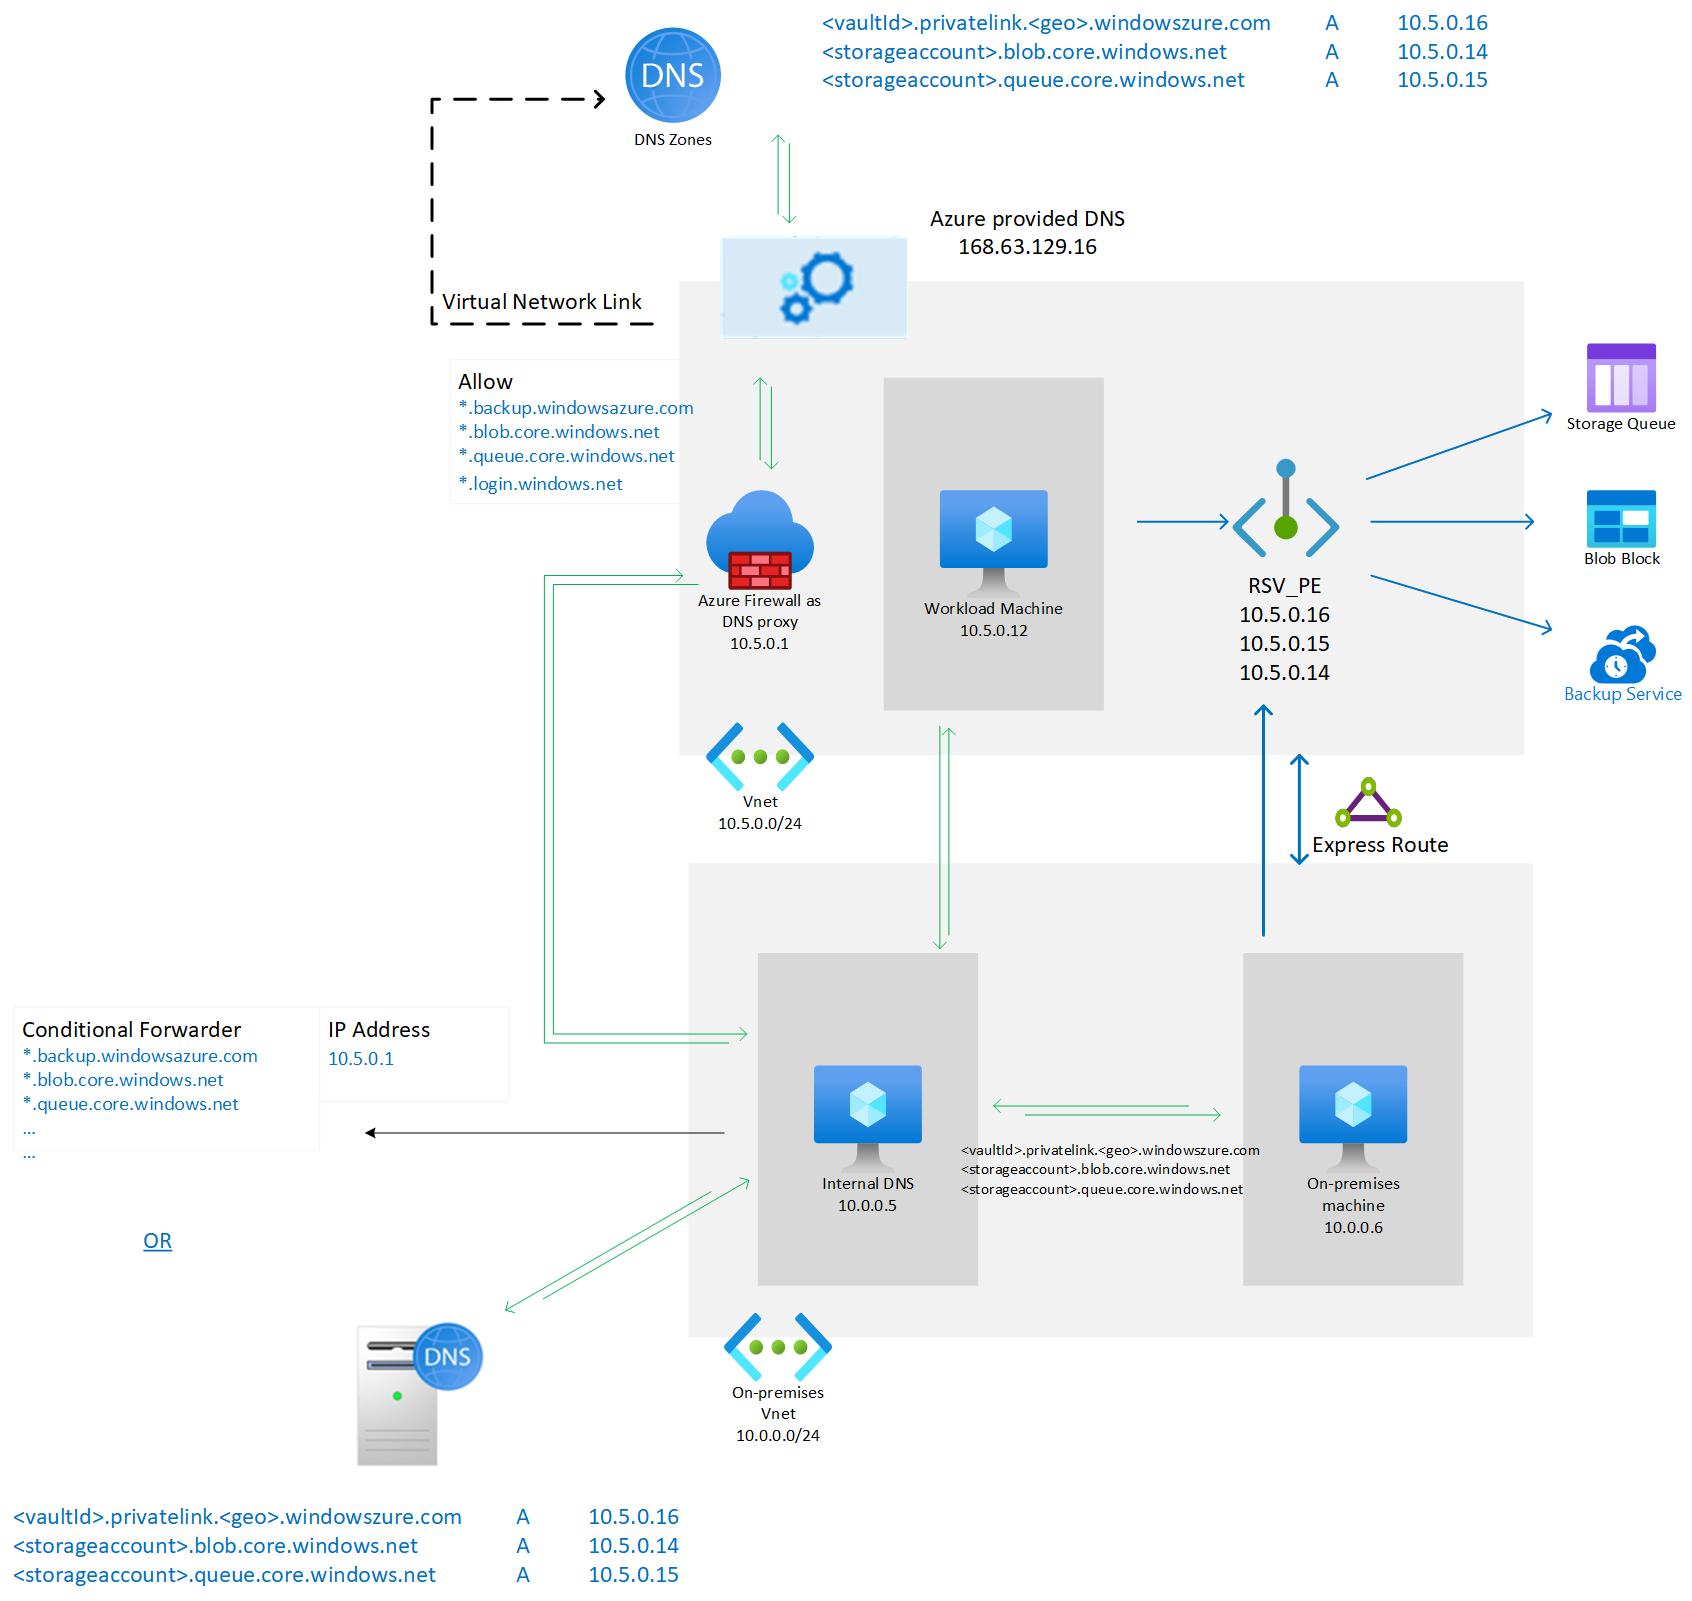 <vaultId>.privatelink.<geo>.windowszure.com A 10.5.0.16
<storageaccount>.blob.core.windows.net A 10.5.0.14
<storageaccount>.queue.core.windows.net A 10.5.0.15
DNS
DNS Zones
Azure provided DNS
168.63.129.16
Virtual Network Link
Allow
*.backup.windowsazure.com
*.blob.core.windows.net
*.queue.core.windows.net
*.login.windows.net
Storage Queue
Blob Block
Backup Service
Azure Firewall as
DNS proxy
10.5.0.1
Workload Machine
10.5.0.12
RSV_PE
10.5.0.16
10.5.0.15
10.5.0.14
Vnet
10.5.0.0/24
Express Route
Conditional Forwarder
*.backup.windowsazure.com
*.blob.core.windows.net
*.queue.core.windows.net
...
...
IP Address
10.5.0.1
<vaultId>.privatelink.<geo>.windowszure.com
<storageaccount>.blob.core.windows.net
<storageaccount>.queue.core.windows.net
Internal DNS
10.0.0.5
On-premises
machine
10.0.0.6
OR
DNS
On-premises
Vnet
10.0.0.0/24
<vaultId>.privatelink.<geo>.windowszure.com A 10.5.0.16
<storageaccount>.blob.core.windows.net A 10.5.0.14
<storageaccount>.queue.core.windows.net A 10.5.0.15